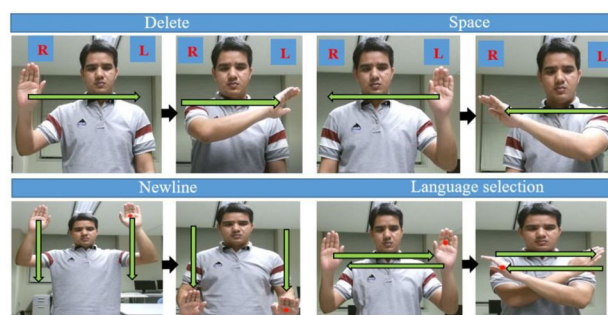 Delete
Space
R L
R L
R L
R L
Newline
Language selection